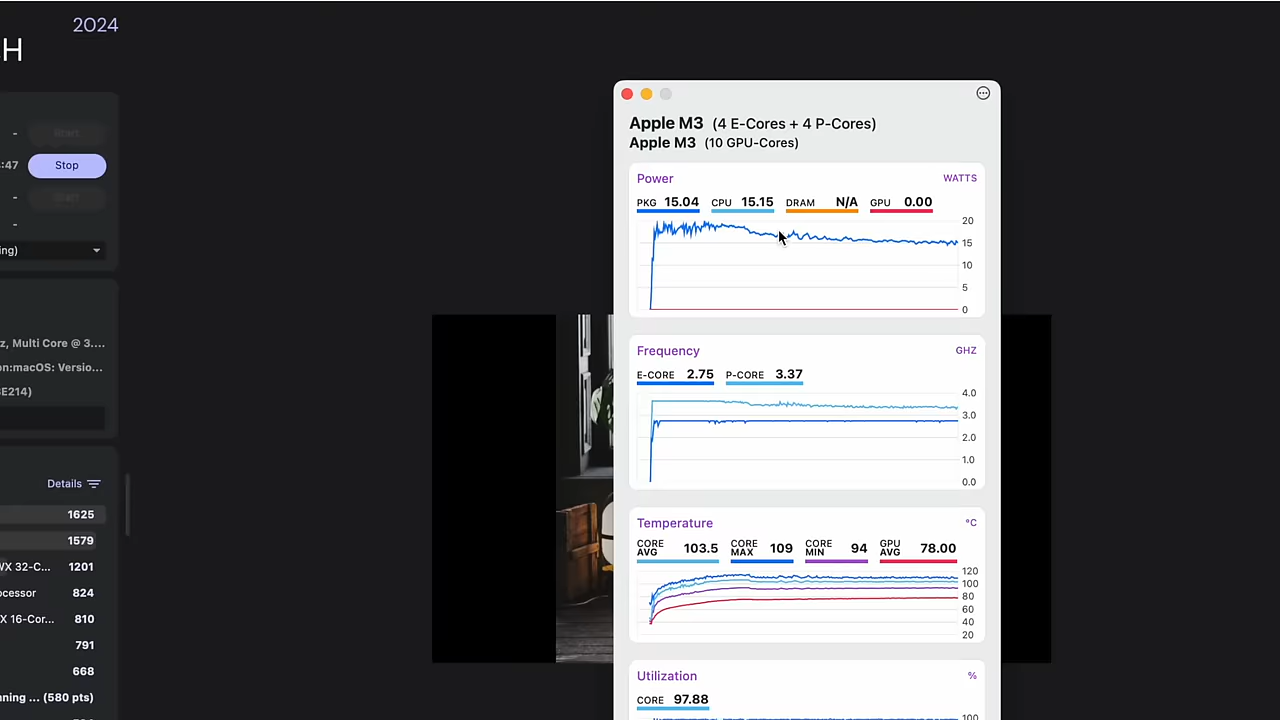 2024
CH
- Start
:47 Stop
- Start
-
ing)
z, Multi Core @ 3....
on:macOS: Versio...
SE214)
Details
1625
1579
WX 32-C... 1201
ocessor 824
X 16-Cor... 810
791
668
nning ... (580 pts)
Apple M3 (4 E-Cores + 4 P-Cores)
Apple M3 (10 GPU-Cores)
Power WATTS
PKG 15.04 CPU 15.15 DRAM N/A GPU 0.00
20
15
10
5
0
Frequency GHZ
E-CORE 2.75 P-CORE 3.37
4.0
3.0
2.0
1.0
0.0
Temperature °C
CORE AVG 103.5 CORE MAX 109 CORE MIN 94 GPU AVG 78.00
120
100
80
60
40
20
Utilization %
CORE 97.88
100